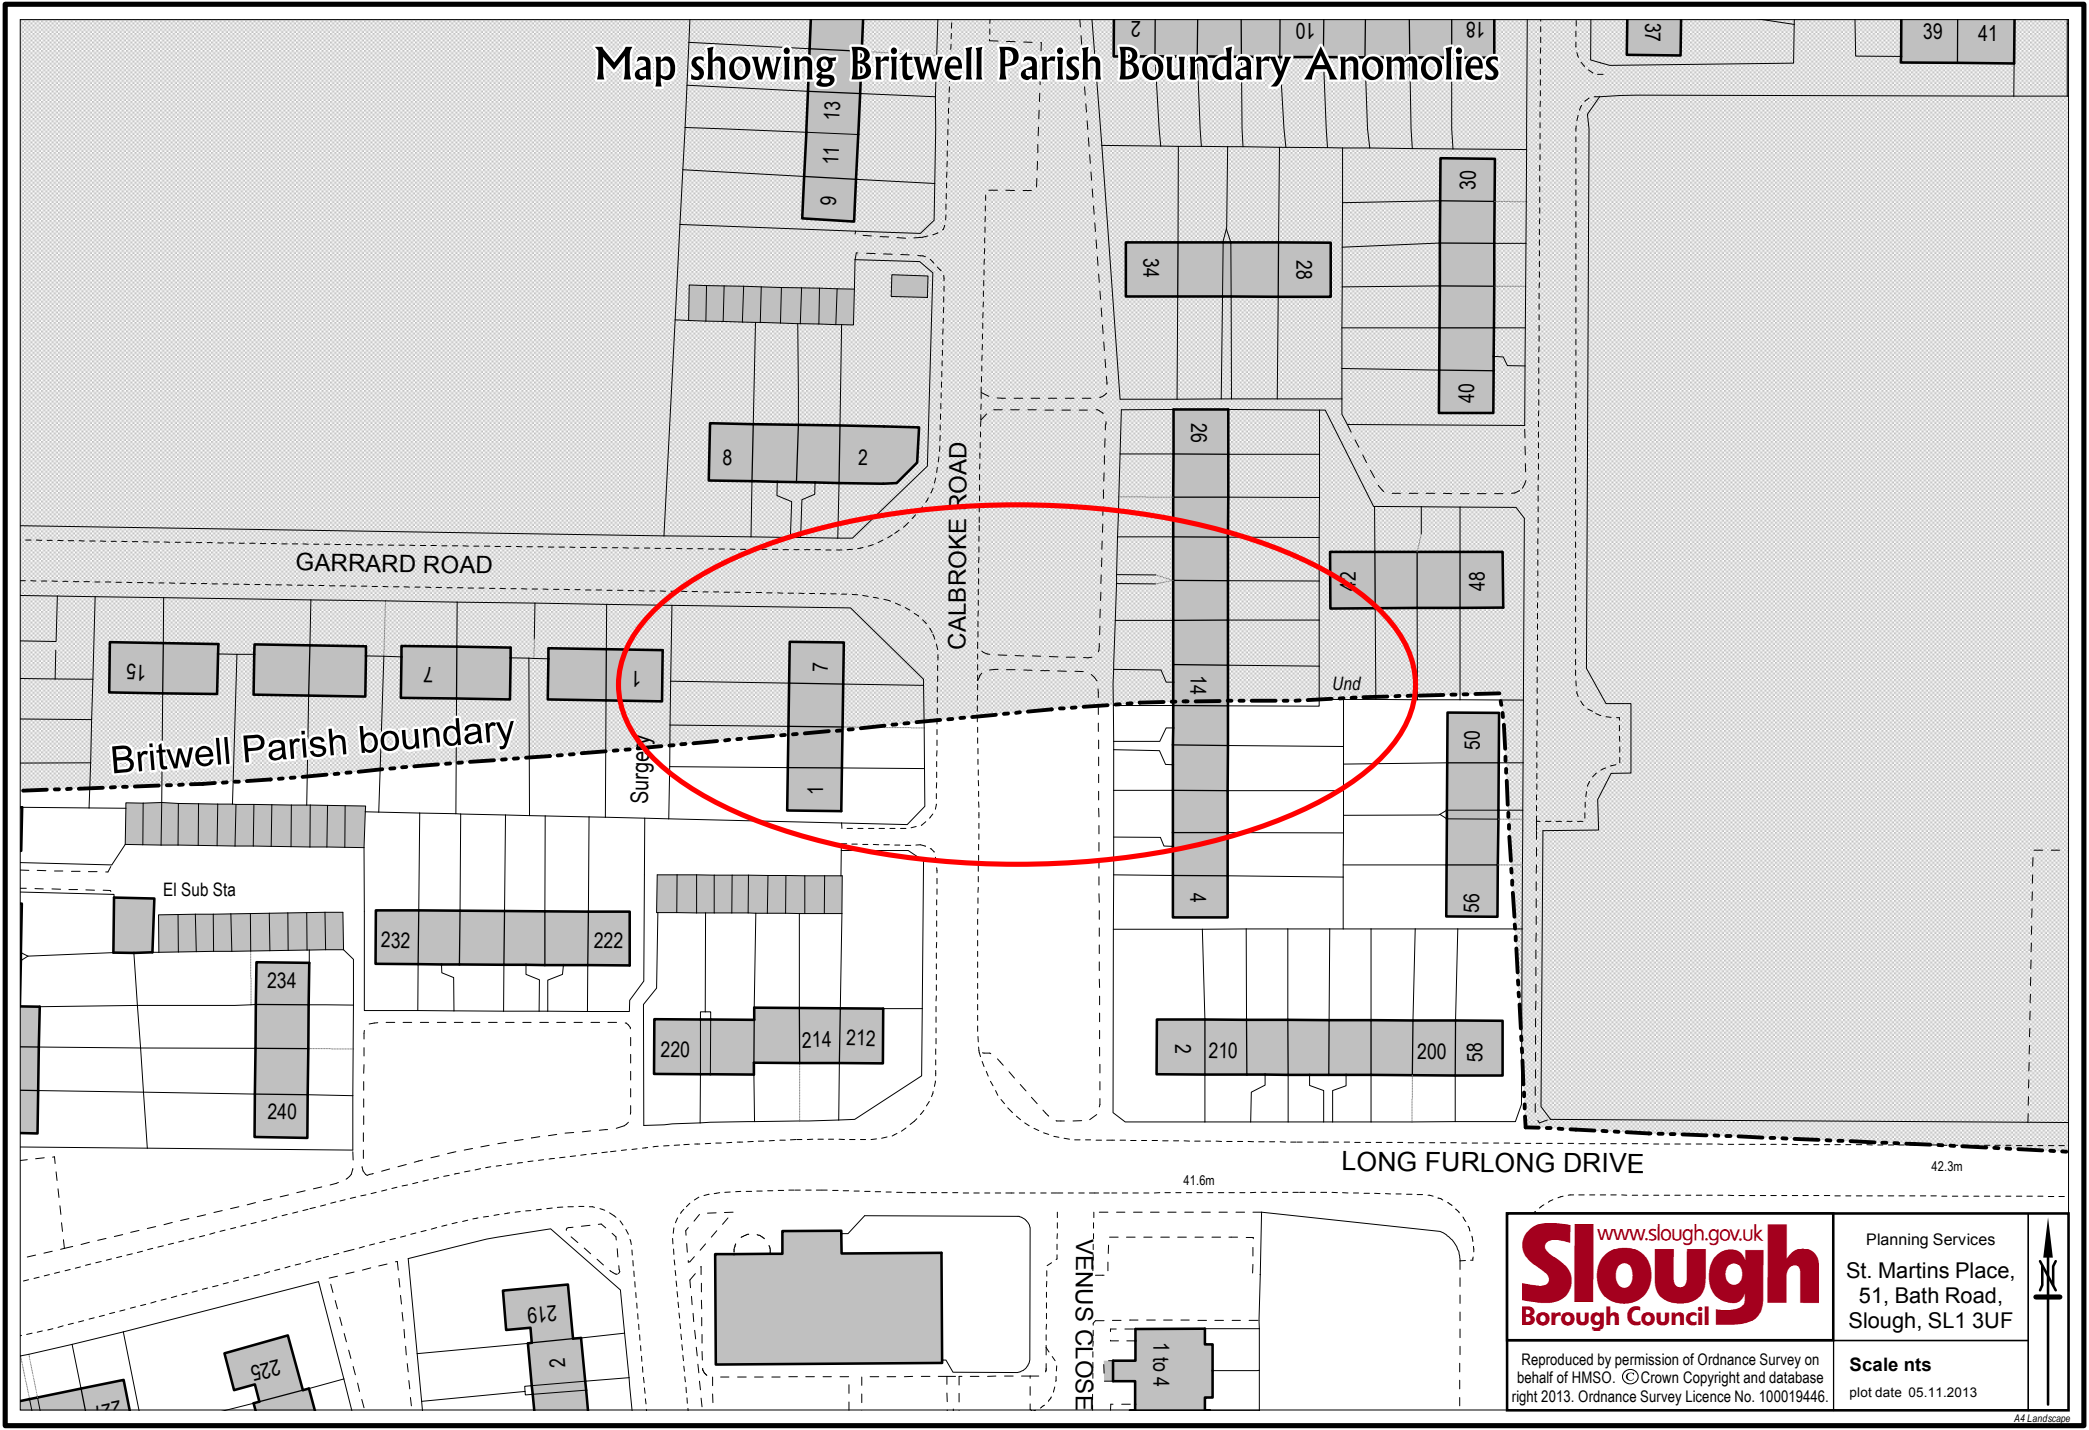 2
10
18
37
39
41
Map showing Britwell Parish Boundary Anomolies
13
11
9
30
34
28
40
26
8
2
CALBROKE ROAD
GARRARD ROAD
42
48
15
7
1
7
14
Und
Britwell Parish boundary
Surgery
50
1
4
56
El Sub Sta
232
222
234
240
220
214
212
2
210
200
58
LONG FURLONG DRIVE
41.6m
42.3m
VENUS CLOSE
219
2
225
227
1 to 4
www.slough.gov.uk
Slough
Borough Council
Planning Services
St. Martins Place,
51, Bath Road,
Slough, SL1 3UF
N
Reproduced by permission of Ordnance Survey on
behalf of HMSO. ©Crown Copyright and database
right 2013. Ordnance Survey Licence No. 100019446.
Scale nts
plot date 05.11.2013
A4 Landscape